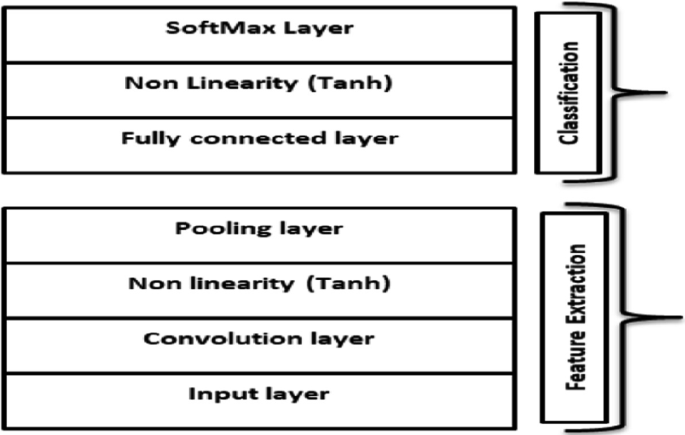 SoftMax Layer
Non Linearity (Tanh)
Fully connected layer
Classification
Pooling layer
Non linearity (Tanh)
Convolution layer
Input layer
Feature Extraction